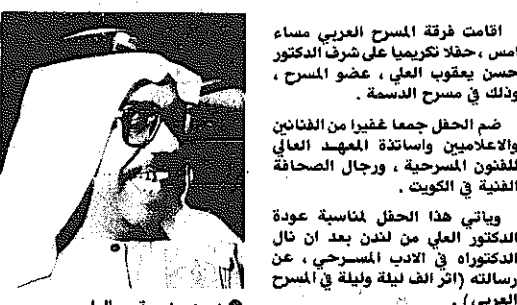 اقامت فرقة المسرح العربي مساء
امس ، حفلا تكريميا على شرف الدكتور
حسن يعقوب العلي ، عضو المسرح ،
وذلك في مسرح الدسمة .
ضم الحفل جمعا غفيرا من الفنانين
والاعلاميين واساتذة المعهد العالي
للفنون المسرحية ، ورجال الصحافة
الفنية في الكويت .
وياتي هذا الحفل لمناسبة عودة
الدكتور العلي من لندن بعد ان نال
الدكتوراه في الادب المسرحي ، عن
رسالته (اثر الف ليلة وليلة في المسرح
العربي) .